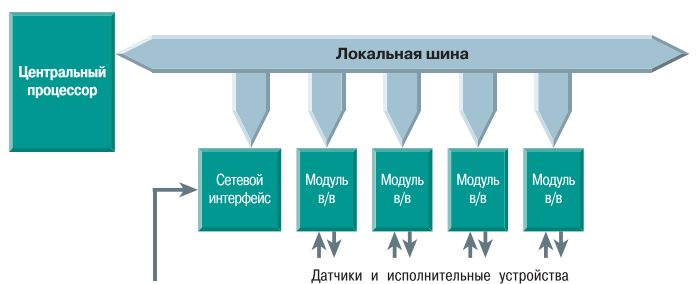 Локальная шина
Центральный
процессор
Сетевой
интерфейс
Модуль
в/в
Модуль
в/в
Модуль
в/в
Модуль
в/в
Датчики и исполнительные устройства